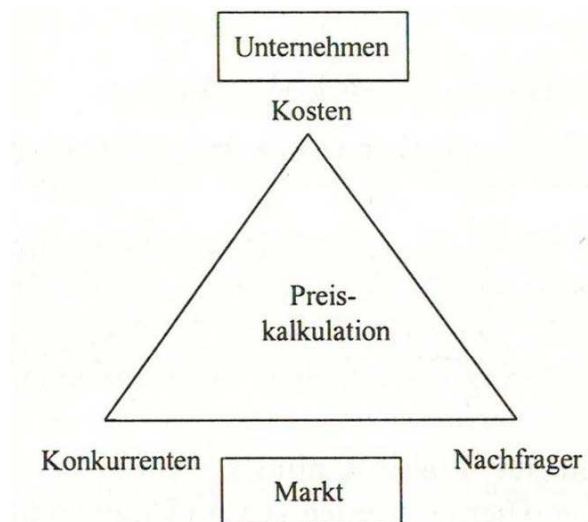 Unternehmen
Kosten
Preis-
kalkulation
Konkurrenten
Nachfrager
Markt